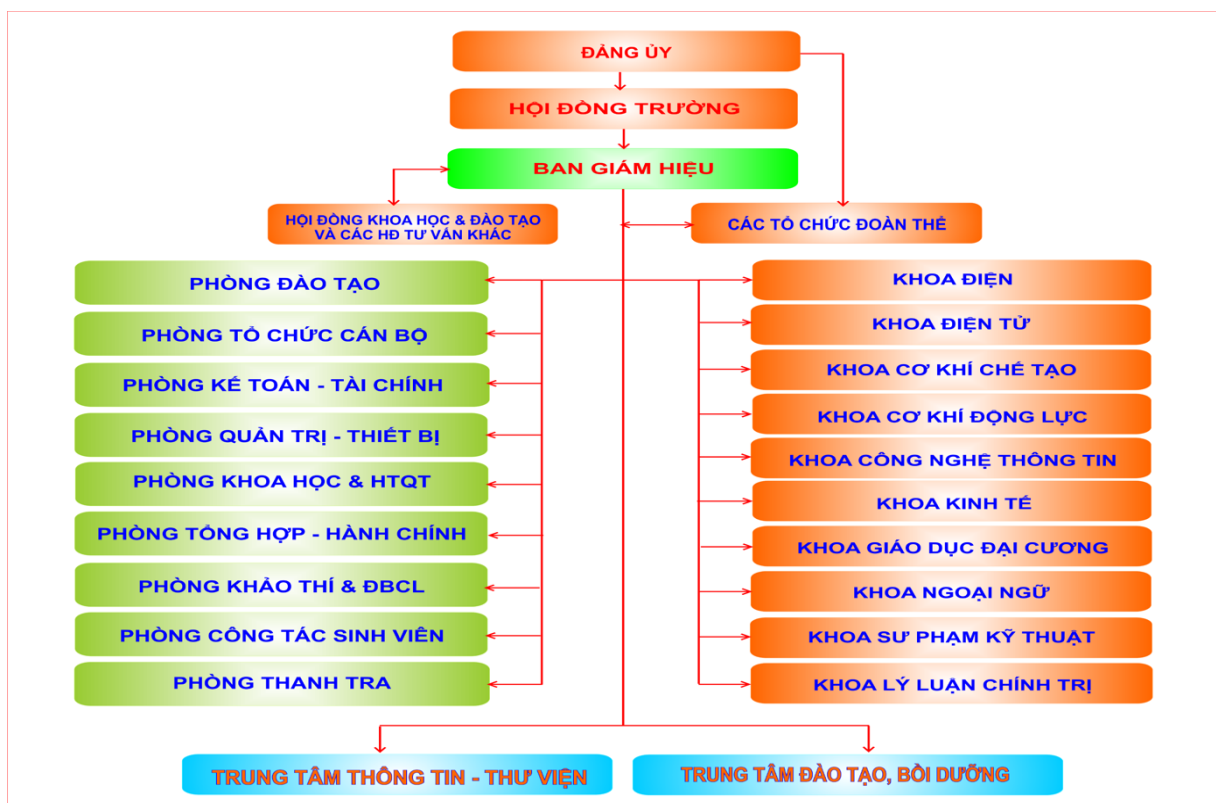 ĐẢNG ỦY
HỘI ĐỒNG TRƯỜNG
BAN GIÁM HIỆU
HỘI ĐỒNG KHOA HỌC & ĐÀO TẠO
VÀ CÁC HĐ TƯ VẤN KHÁC
CÁC TỔ CHỨC ĐOÀN THỂ
PHÒNG ĐÀO TẠO
PHÒNG TỔ CHỨC CÁN BỘ
PHÒNG KẾ TOÁN - TÀI CHÍNH
PHÒNG QUẢN TRỊ - THIẾT BỊ
PHÒNG KHOA HỌC & HTQT
PHÒNG TỔNG HỢP - HÀNH CHÍNH
PHÒNG KHẢO THÍ & ĐBCL
PHÒNG CÔNG TÁC SINH VIÊN
PHÒNG THANH TRA
KHOA ĐIỆN
KHOA ĐIỆN TỬ
KHOA CƠ KHÍ CHẾ TẠO
KHOA CƠ KHÍ ĐỘNG LỰC
KHOA CÔNG NGHỆ THÔNG TIN
KHOA KINH TẾ
KHOA GIÁO DỤC ĐẠI CƯƠNG
KHOA NGOẠI NGỮ
KHOA SƯ PHẠM KỸ THUẬT
KHOA LÝ LUẬN CHÍNH TRỊ
TRUNG TÂM THÔNG TIN - THƯ VIỆN
TRUNG TÂM ĐÀO TẠO, BỒI DƯỠNG